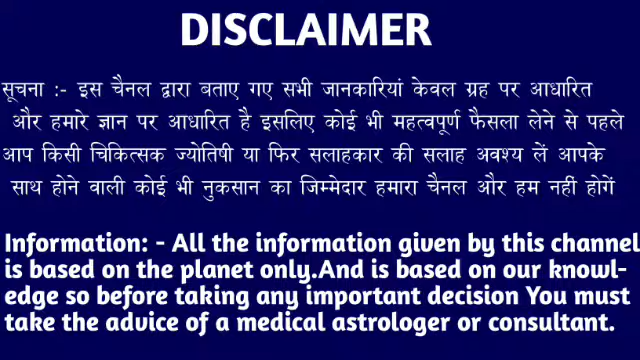 DISCLAIMER
सूचना :- इस चैनल द्वारा बताए गए सभी जानकारियां केवल ग्रह पर आधारित
और हमारे ज्ञान पर आधारित है इसलिए कोई भी महत्वपूर्ण फैसला लेने से पहले
आप किसी चिकित्सक ज्योतिषी या फिर सलाहकार की सलाह अवश्य लें आपके
साथ होने वाली कोई भी नुकसान का जिम्मेदार हमारा चैनल और हम नहीं होगें
Information: - All the information given by this channel
is based on the planet only.And is based on our knowl-
edge so before taking any important decision You must
take the advice of a medical astrologer or consultant.